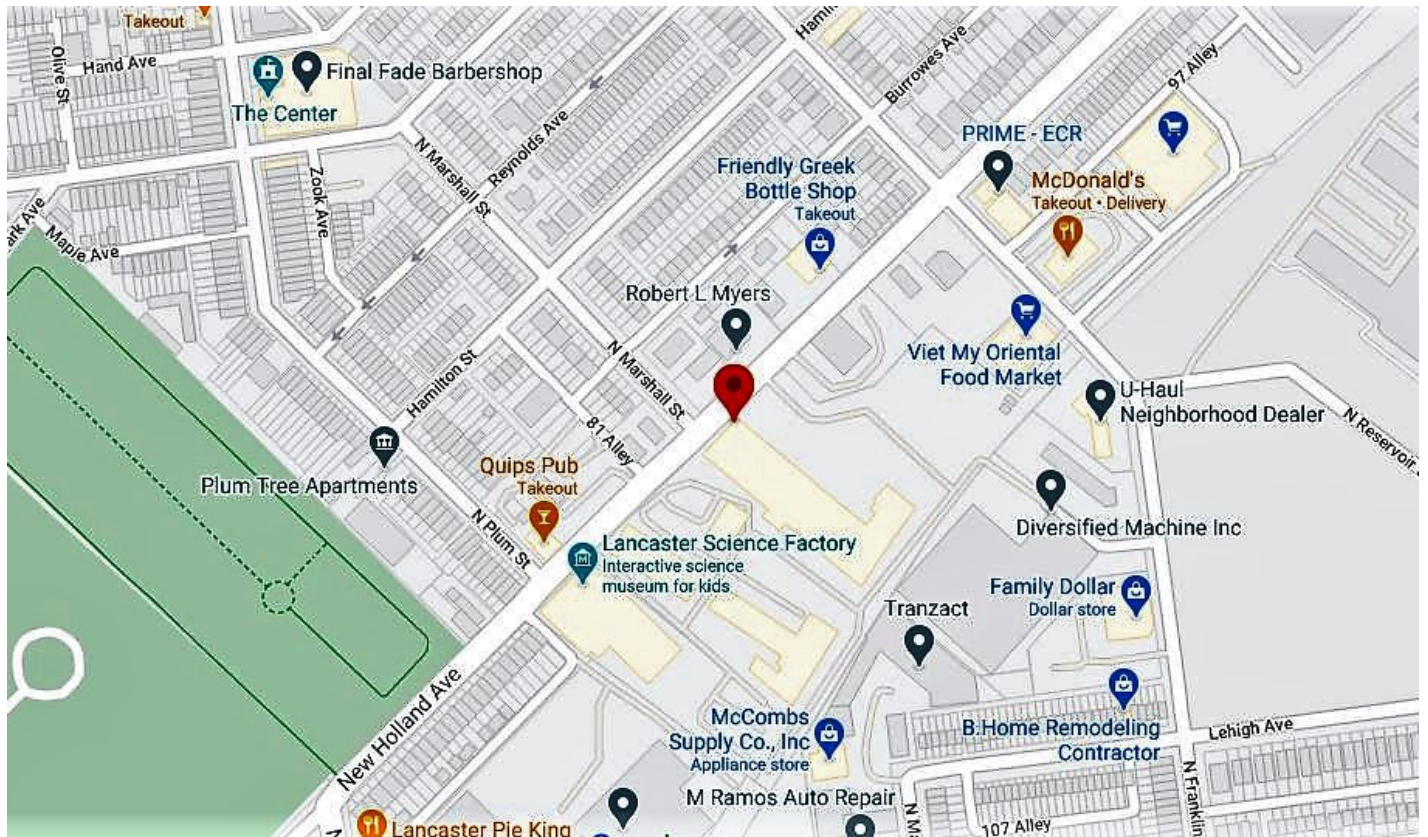 Takeout
Olive St
Hand Ave
Final Fade Barbershop
The Center
Reynolds Ave
Burrowes Ave
97 Alley
N Marshall St
PRIME - ECR
Friendly Greek
Bottle Shop
Takeout
McDonald's
Takeout • Delivery
Zook Ave
Maple Ave
Robert L Myers
Viet My Oriental
Food Market
Hamilton St
N Marshall St
U-Haul
Neighborhood Dealer
N Reservoir
81 Alley
Quips Pub
Takeout
Plum Tree Apartments
N Plum St
Diversified Machine Inc
Lancaster Science Factory
Interactive science
museum for kids
Family Dollar
Dollar store
Tranzact
New Holland Ave
McCombs
Supply Co., Inc
Appliance store
B.Home Remodeling
Contractor
Lehigh Ave
M Ramos Auto Repair
N Franklin
107 Alley
Lancaster Pie King